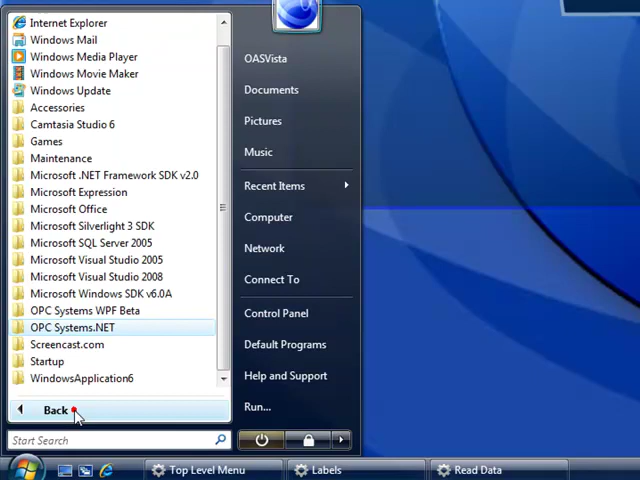 Internet Explorer
Windows Mail
Windows Media Player
Windows Movie Maker
Windows Update
Accessories
Camtasia Studio 6
Games
Maintenance
Microsoft .NET Framework SDK v2.0
Microsoft Expression
Microsoft Office
Microsoft Silverlight 3 SDK
Microsoft SQL Server 2005
Microsoft Visual Studio 2005
Microsoft Visual Studio 2008
Microsoft Windows SDK v6.0A
OPC Systems WPF Beta
OPC Systems.NET
Screencast.com
Startup
WindowsApplication6
Back
Start Search
OASVista
Documents
Pictures
Music
Recent Items
Computer
Network
Connect To
Control Panel
Default Programs
Help and Support
Run...
Top Level Menu
Labels
Read Data